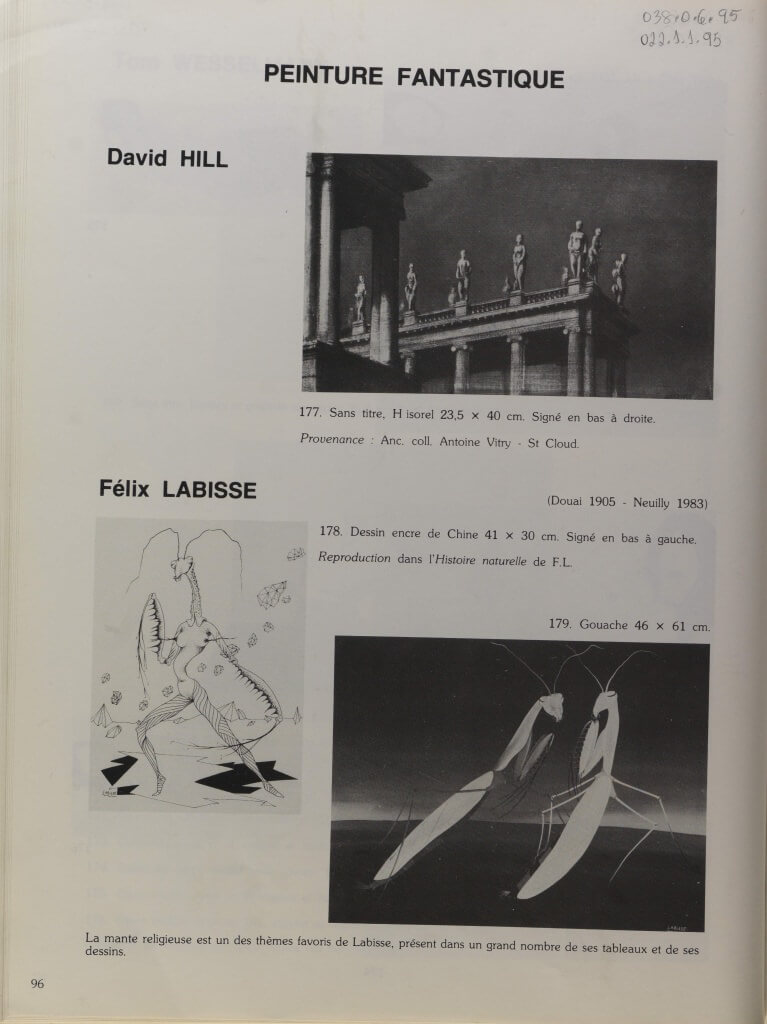 022.1.1.95
PEINTURE FANTASTIQUE
David HILL
177. Sans titre, H isorel 23,5 × 40 cm. Signé en bas à droite.
Provenance : Anc. coll. Antoine Vitry - St Cloud.
Félix LABISSE
(Douai 1905 - Neuilly 1983)
178. Dessin encre de Chine 41 × 30 cm. Signé en bas à gauche.
Reproduction dans l'Histoire naturelle de F.L.
179. Gouache 46 × 61 cm.
LABISSE
La mante religieuse est un des thèmes favoris de Labisse, présent dans un grand nombre de ses tableaux et de ses
dessins.
96